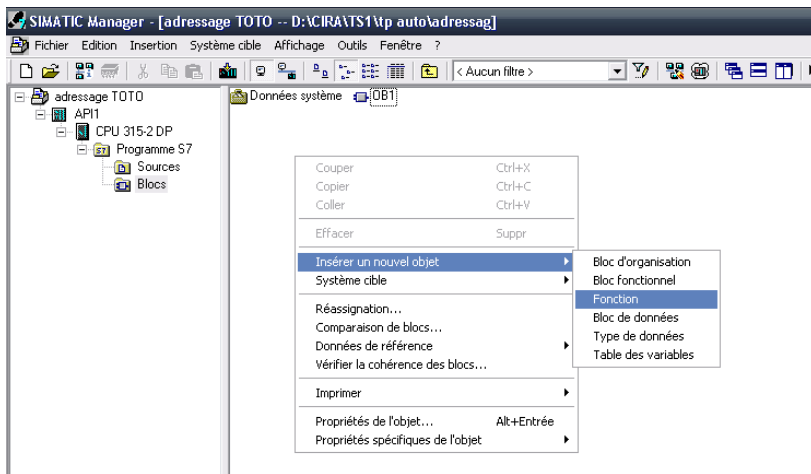 SIMATIC Manager - [adressage TOTO -- D:\CIRA\TS1\tp auto\adressag]
Fichier Edition Insertion Système cible Affichage Outils Fenêtre ?
< Aucun filtre >
adressage TOTO
API1
CPU 315-2 DP
Programme S7
Sources
Blocs
Données système OB1
Couper Ctrl+X
Copier Ctrl+C
Coller Ctrl+V
Effacer Suppr
Insérer un nouvel objet
Système cible
Réassignation...
Comparaison de blocs...
Données de référence
Vérifier la cohérence des blocs...
Imprimer
Propriétés de l'objet... Alt+Entrée
Propriétés spécifiques de l'objet
Bloc d'organisation
Bloc fonctionnel
Fonction
Bloc de données
Type de données
Table des variables